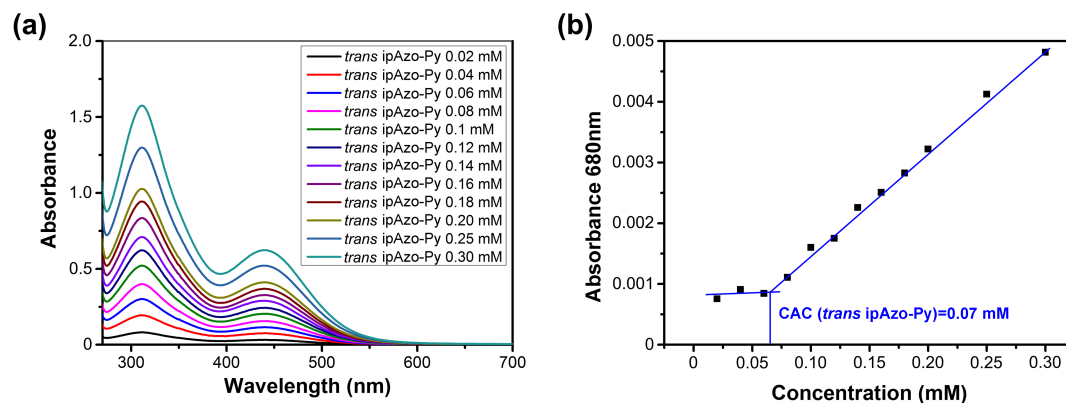 (a)
2.0
1.5
1.0
0.5
0
Absorbance
300
400
500
600
700
Wavelength (nm)
trans ipAzo-Py 0.02 mM
trans ipAzo-Py 0.04 mM
trans ipAzo-Py 0.06 mM
trans ipAzo-Py 0.08 mM
trans ipAzo-Py 0.1 mM
trans ipAzo-Py 0.12 mM
trans ipAzo-Py 0.14 mM
trans ipAzo-Py 0.16 mM
trans ipAzo-Py 0.18 mM
trans ipAzo-Py 0.20 mM
trans ipAzo-Py 0.25 mM
trans ipAzo-Py 0.30 mM
(b)
0.005
0.004
0.003
0.002
0.001
0
Absorbance 680nm
CAC (trans ipAzo-Py)=0.07 mM
0
0.05
0.10
0.15
0.20
0.25
0.30
Concentration (mM)